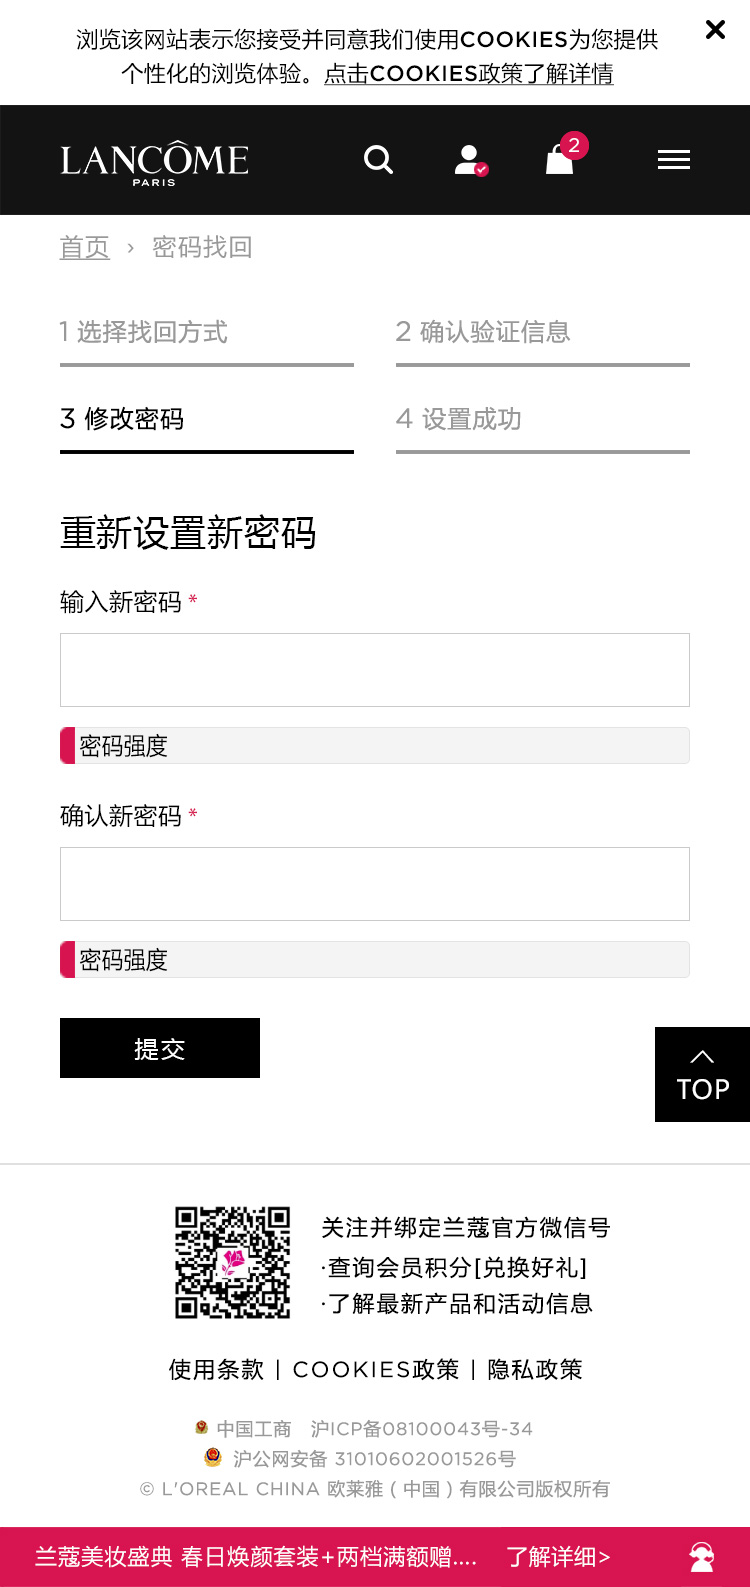 浏览该网站表示您接受并同意我们使用COOKIES为您提供
个性化的浏览体验。点击COOKIES政策了解详情
LANCÔME
PARIS
2
首页 › 密码找回
1 选择找回方式
2 确认验证信息
3 修改密码
4 设置成功
重新设置新密码
输入新密码 *
密码强度
确认新密码 *
密码强度
提交
TOP
关注并绑定兰蔻官方微信号
·查询会员积分[兑换好礼]
·了解最新产品和活动信息
使用条款 | COOKIES政策 | 隐私政策
中国工商 沪ICP备08100043号-34
沪公网安备 31010602001526号
© L'OREAL CHINA 欧莱雅 ( 中国 ) 有限公司版权所有
兰蔻美妆盛典 春日焕颜套装+两档满额赠.... 了解详细>